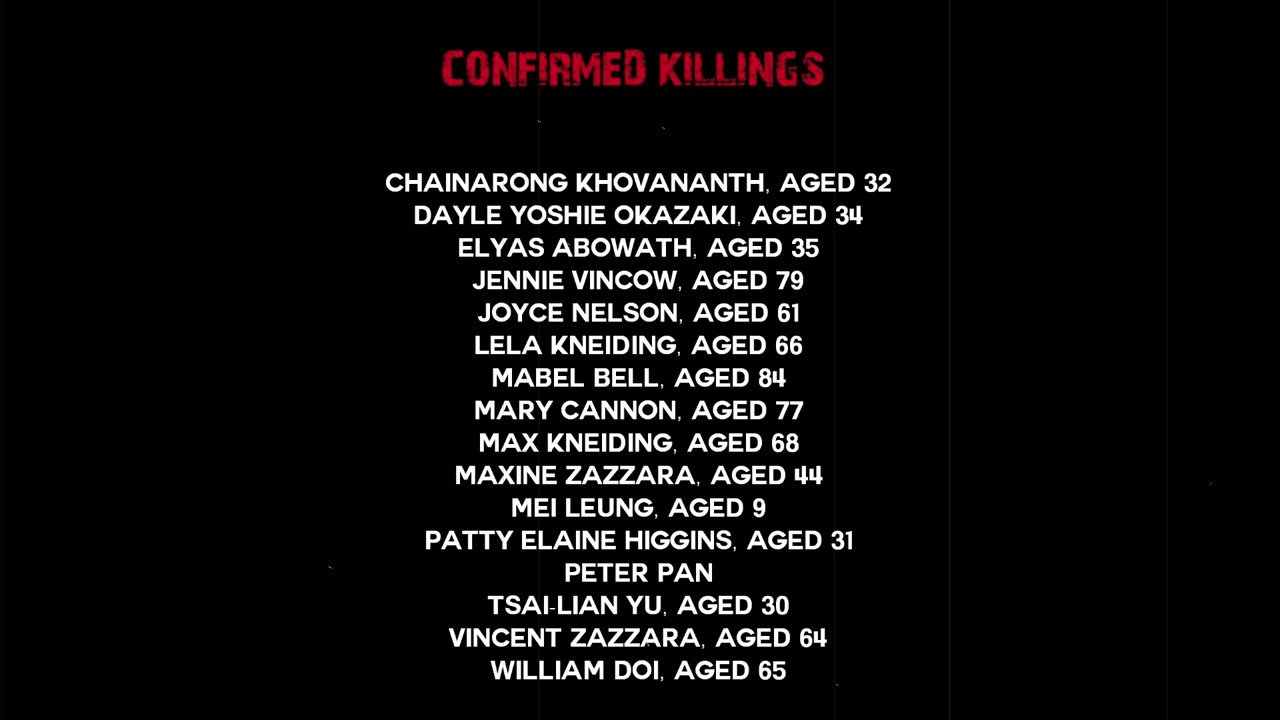 CONFIRMED KILLINGS
CHAINARONG KHOVANANTH, AGED 32
DAYLE YOSHIE OKAZAKI, AGED 34
ELYAS ABOWATH, AGED 35
JENNIE VINCOW, AGED 79
JOYCE NELSON, AGED 61
LELA KNEIDING, AGED 66
MABEL BELL, AGED 84
MARY CANNON, AGED 77
MAX KNEIDING, AGED 68
MAXINE ZAZZARA, AGED 44
MEI LEUNG, AGED 9
PATTY ELAINE HIGGINS, AGED 31
PETER PAN
TSAI-LIAN YU, AGED 30
VINCENT ZAZZARA, AGED 64
WILLIAM DOI, AGED 65